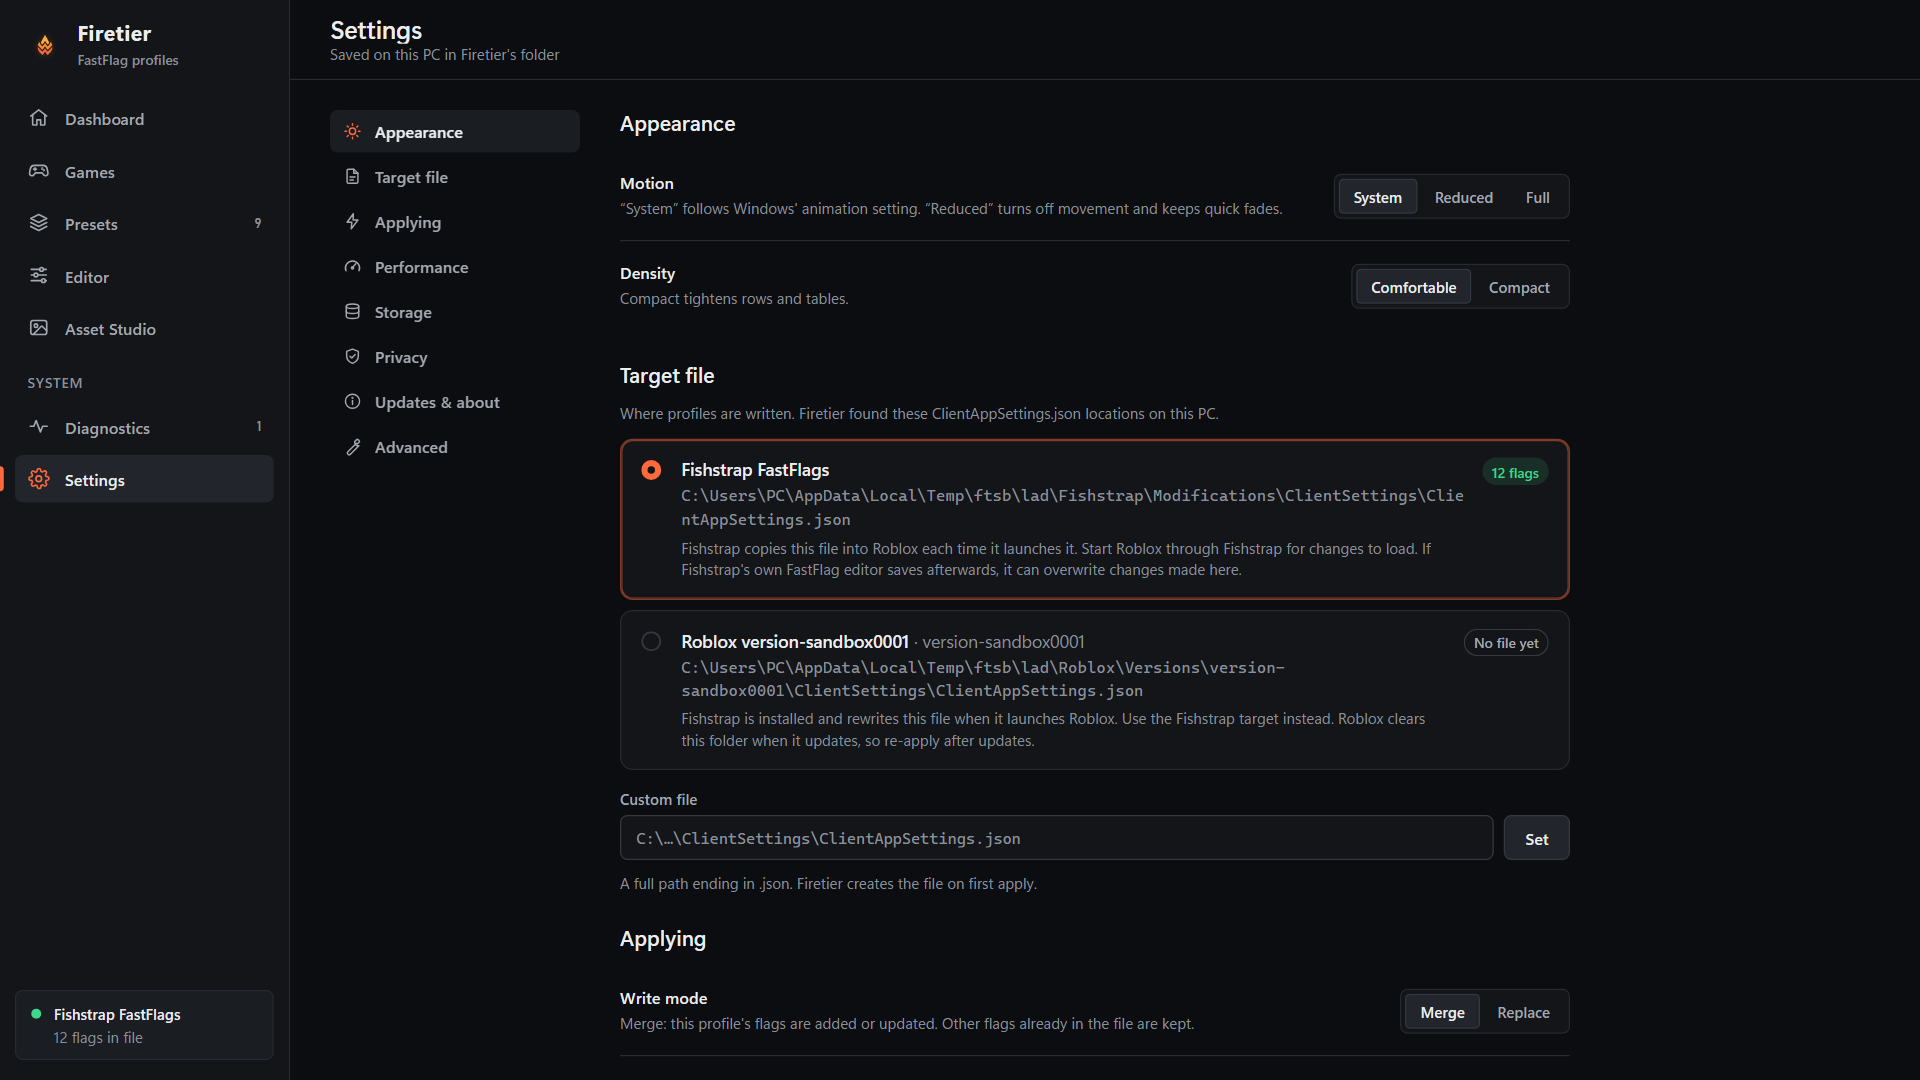 Firetier
FastFlag profiles
Dashboard
Games
Presets 9
Editor
Asset Studio
SYSTEM
Diagnostics 1
Settings
Fishstrap FastFlags
12 flags in file
Settings
Saved on this PC in Firetier's folder
Appearance
Target file
Applying
Performance
Storage
Privacy
Updates & about
Advanced
Appearance
Motion
“System” follows Windows' animation setting. “Reduced” turns off movement and keeps quick fades.
System Reduced Full
Density
Compact tightens rows and tables.
Comfortable Compact
Target file
Where profiles are written. Firetier found these ClientAppSettings.json locations on this PC.
Fishstrap FastFlags
12 flags
C:\Users\PC\AppData\Local\Temp\ftsb\lad\Fishstrap\Modifications\ClientSettings\Clie
ntAppSettings.json
Fishstrap copies this file into Roblox each time it launches it. Start Roblox through Fishstrap for changes to load. If
Fishstrap's own FastFlag editor saves afterwards, it can overwrite changes made here.
Roblox version-sandbox0001 · version-sandbox0001
No file yet
C:\Users\PC\AppData\Local\Temp\ftsb\lad\Roblox\Versions\version-
sandbox0001\ClientSettings\ClientAppSettings.json
Fishstrap is installed and rewrites this file when it launches Roblox. Use the Fishstrap target instead. Roblox clears
this folder when it updates, so re-apply after updates.
Custom file
C:\…\ClientSettings\ClientAppSettings.json
Set
A full path ending in .json. Firetier creates the file on first apply.
Applying
Write mode
Merge: this profile's flags are added or updated. Other flags already in the file are kept.
Merge Replace